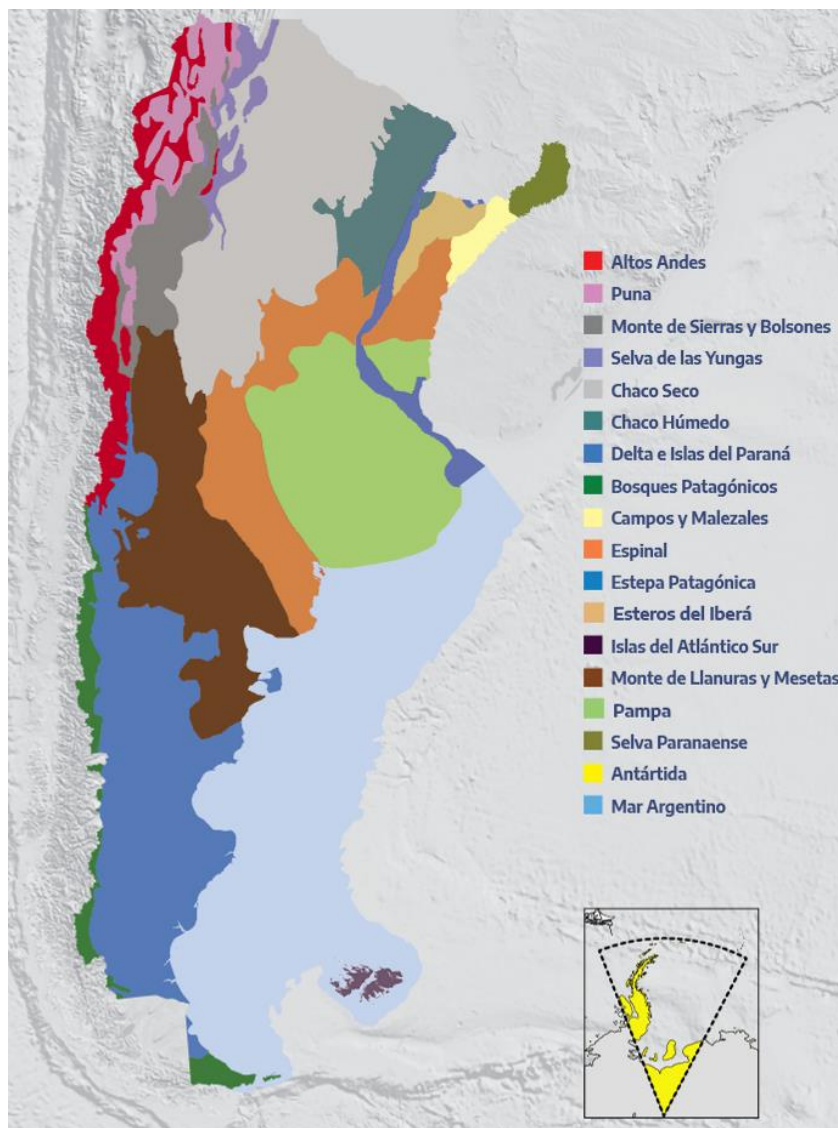 Altos Andes
Puna
Monte de Sierras y Bolsones
Selva de las Yungas
Chaco Seco
Chaco Húmedo
Delta e Islas del Paraná
Bosques Patagónicos
Campos y Malezales
Espinal
Estepa Patagónica
Esteros del Iberá
Islas del Atlántico Sur
Monte de Llanuras y Mesetas
Pampa
Selva Paranaense
Antártida
Mar Argentino